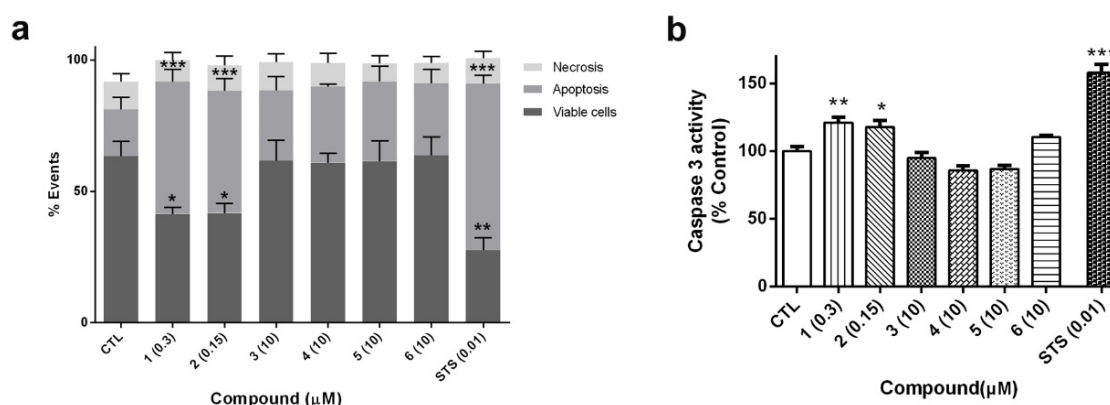 a
100
50
0
% Events
***
***
***
*
*
**
Necrosis
Apoptosis
Viable cells
CTL
1 (0.3)
2 (0.15)
3 (10)
4 (10)
5 (10)
6 (10)
STS (0.01)
Compound (μM)
b
150
100
50
0
Caspase 3 activity
(% Control)
**
*
***
CTL
1 (0.3)
2 (0.15)
3 (10)
4 (10)
5 (10)
6 (10)
STS (0.01)
Compound(μM)